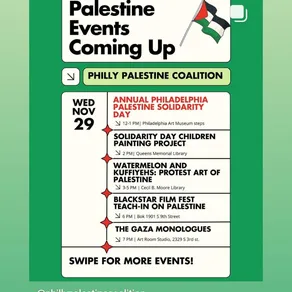 Palestine
Events
Coming Up
PHILLY PALESTINE COALITION
WED
NOV
29
ANNUAL PHILADELPHIA
PALESTINE SOLIDARITY
DAY
12-1 PM | Philadelphia Art Museum steps
SOLIDARITY DAY CHILDREN
PAINTING PROJECT
2 PM| Queens Memorial Library
WATERMELON AND
KUFFIYEHS: PROTEST ART OF
PALESTINE
3-5 PM | Cecil B. Moore Library
BLACKSTAR FILM FEST
TEACH-IN ON PALESTINE
6 PM | Bok 1901 S 9th Street
THE GAZA MONOLOGUES
7 PM | Art Room Studio, 2329 S 3rd st.
SWIPE FOR MORE EVENTS!